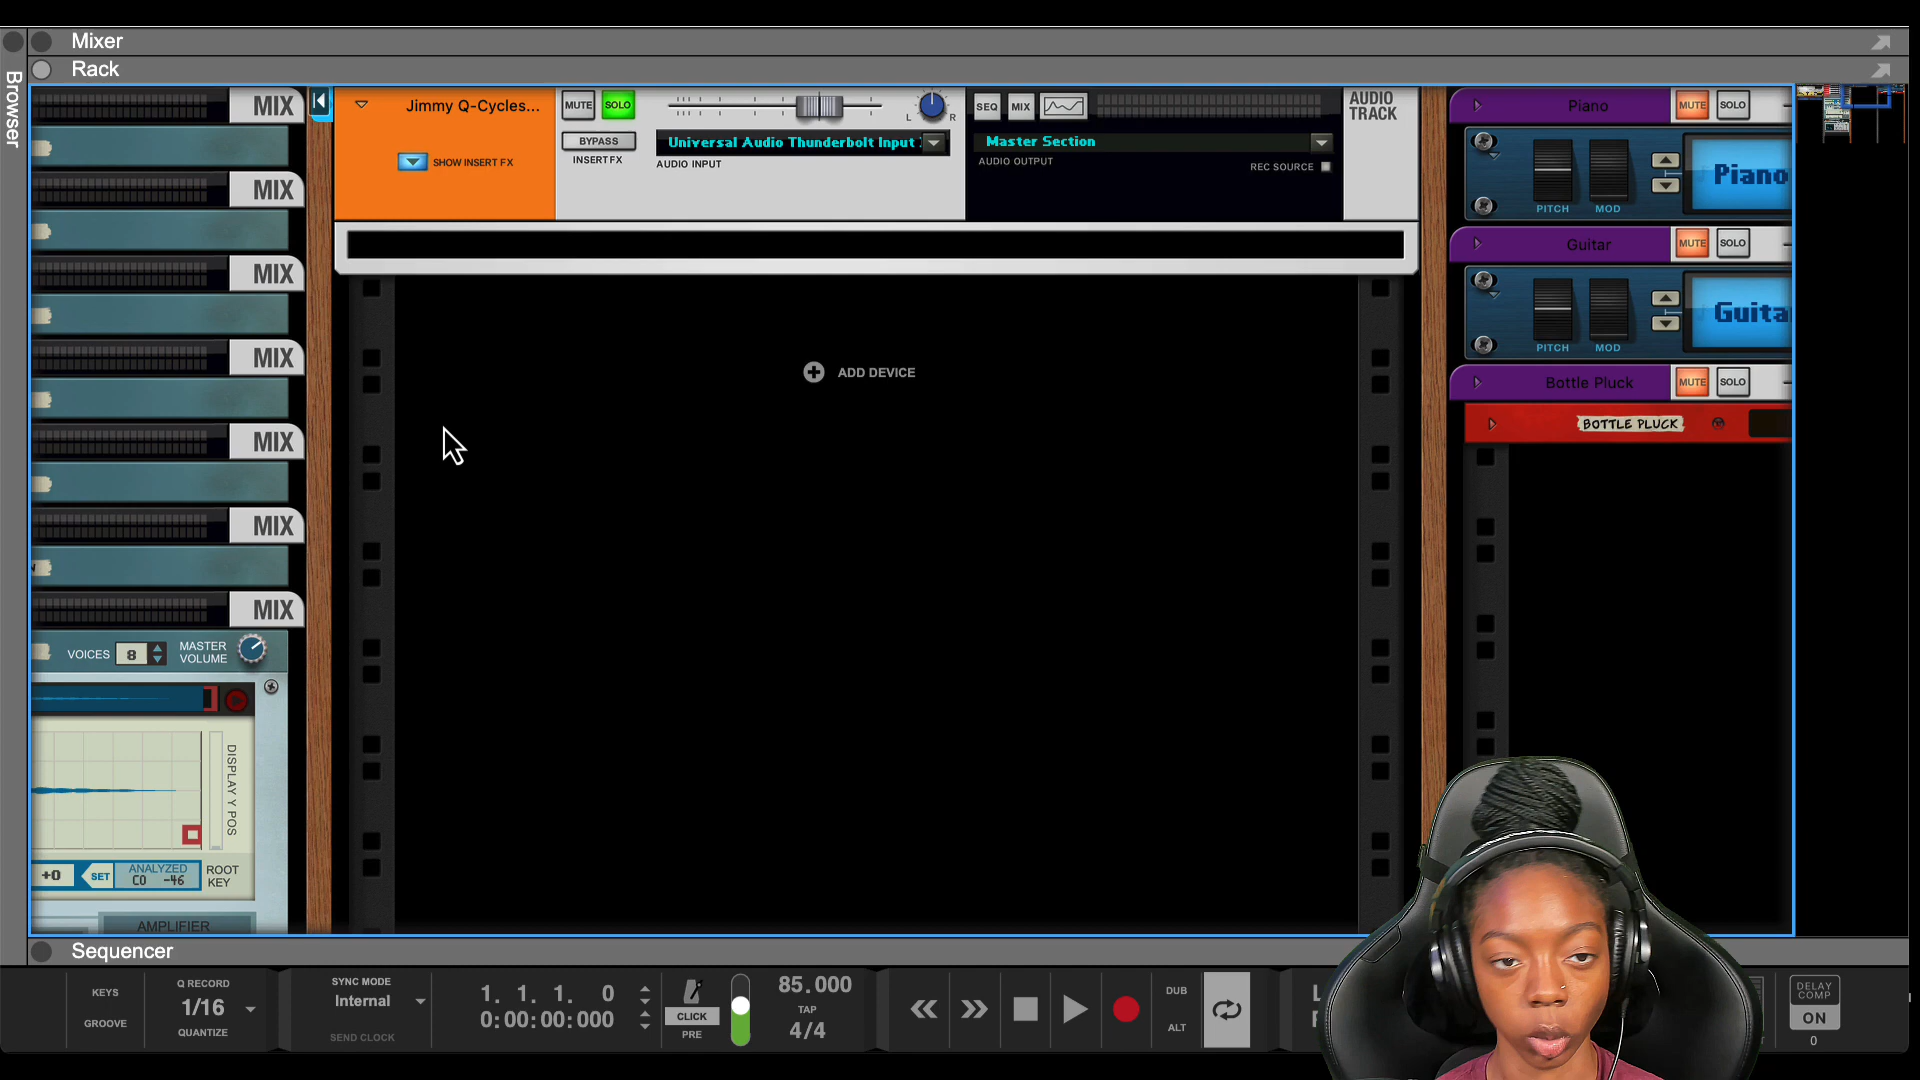 Mixer
Rack
Browser
MIX
MIX
MIX
MIX
MIX
MIX
MIX
VOICES 8 MASTER VOLUME
DISPLAY Y POS
+0 SET ANALYZED C0 -46 ROOT KEY
AMPLIFIER
Jimmy Q-Cycles...
SHOW INSERT FX
MUTE SOLO
BYPASS
INSERT FX
L R
Universal Audio Thunderbolt Input
AUDIO INPUT
SEQ MIX
Master Section
AUDIO OUTPUT
REC SOURCE
AUDIO TRACK
ADD DEVICE
Piano MUTE SOLO
PITCH MOD
Piano
Guitar MUTE SOLO
PITCH MOD
Guita
Bottle Pluck MUTE SOLO
BOTTLE PLUCK
Sequencer
KEYS
GROOVE
Q RECORD
1/16
QUANTIZE
SYNC MODE
Internal
SEND CLOCK
1. 1. 1. 0
0:00:00:000
CLICK
PRE
85.000
TAP
4/4
DUB
ALT
DELAY COMP
ON
0